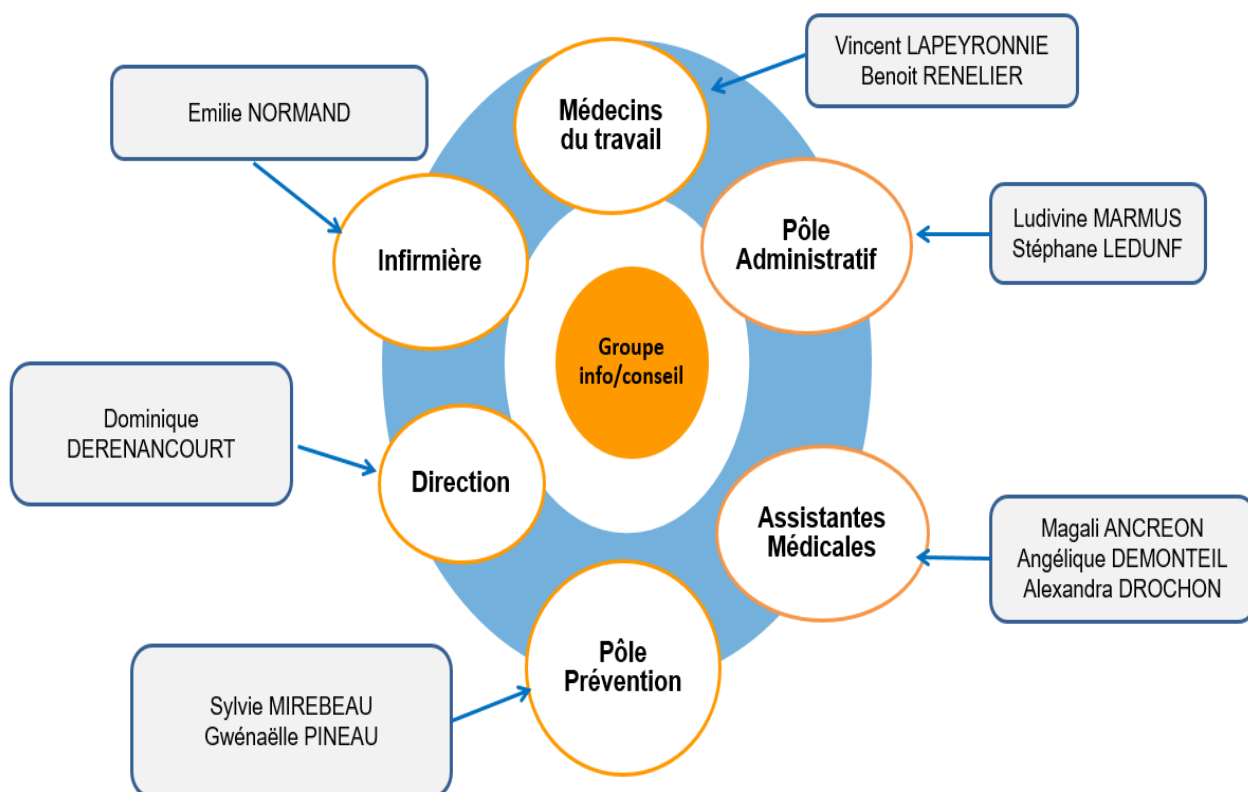 Vincent LAPEYRONNIE
Benoit RENELIER
Emilie NORMAND
Médecins
du travail
Ludivine MARMUS
Stéphane LEDUNF
Pôle
Administratif
Infirmière
Groupe
info/conseil
Dominique
DERENANCOURT
Direction
Assistantes
Médicales
Magali ANCREON
Angélique DEMONTEIL
Alexandra DROCHON
Pôle
Prévention
Sylvie MIREBEAU
Gwénaëlle PINEAU